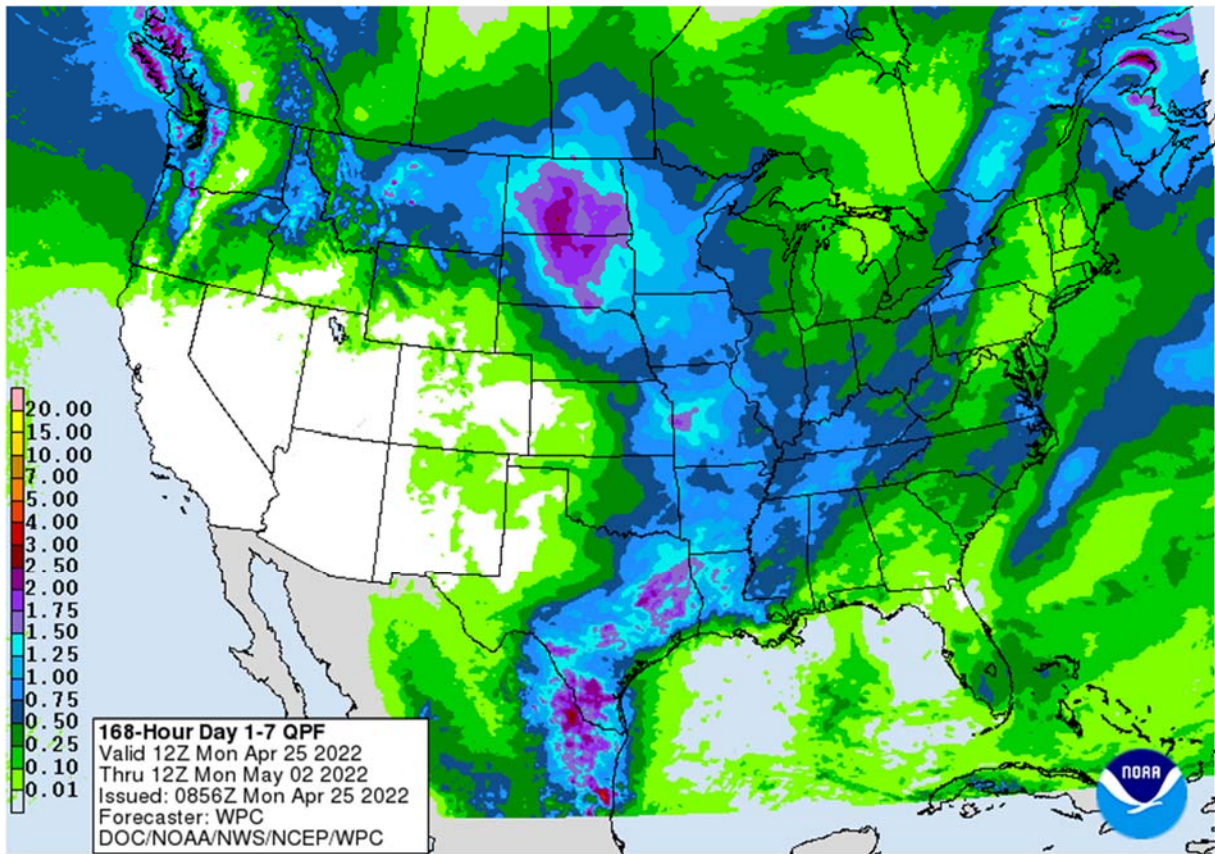 20.00
15.00
10.00
7.00
5.00
4.00
3.00
2.50
2.00
1.75
1.50
1.25
1.00
0.75
0.50
0.25
0.10
0.01
168-Hour Day 1-7 QPF
Valid 12Z Mon Apr 25 2022
Thru 12Z Mon May 02 2022
Issued: 0856Z Mon Apr 25 2022
Forecaster: WPC
DOC/NOAA/NWS/NCEP/WPC
NOAA